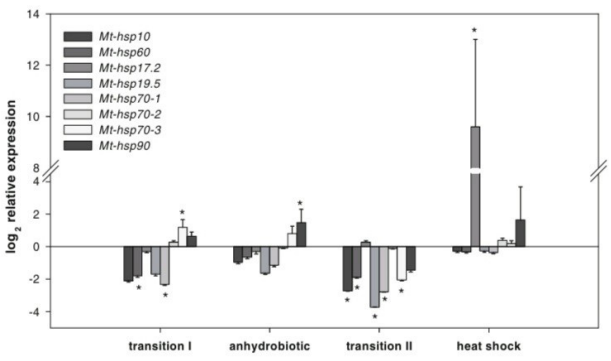 14
12
10
8
4
2
0
-2
-4
log2 relative expression
Mt-hsp10
Mt-hsp60
Mt-hsp17.2
Mt-hsp19.5
Mt-hsp70-1
Mt-hsp70-2
Mt-hsp70-3
Mt-hsp90
*
*
*
*
*
*
*
*
*
*
transition I
anhydrobiotic
transition II
heat shock